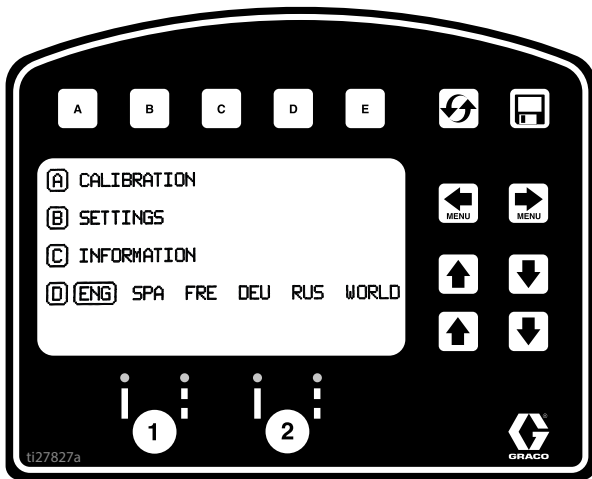 A B C D E
A CALIBRATION
MENU MENU
B SETTINGS
C INFORMATION
D ENG SPA FRE DEU RUS WORLD
1 2
GRACO
ti27827a